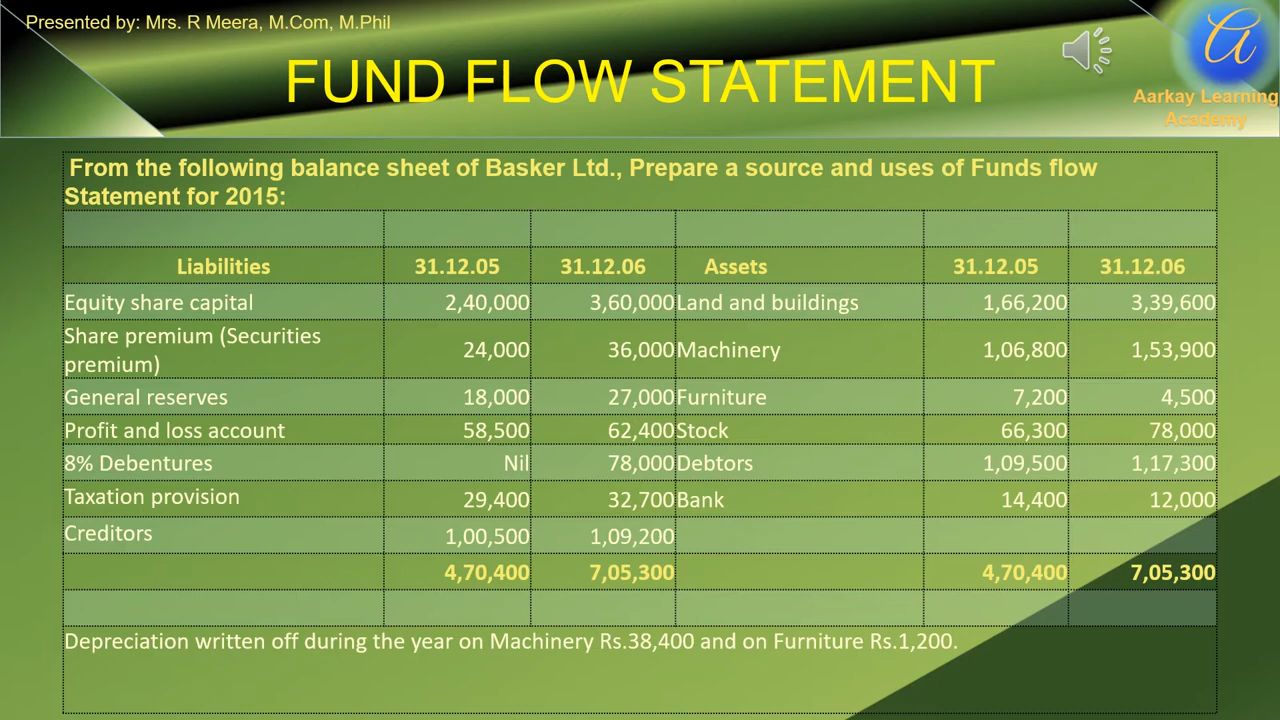 Presented by: Mrs. R Meera, M.Com, M.Phil
FUND FLOW STATEMENT
Aarkay Learning
Academy
From the following balance sheet of Basker Ltd., Prepare a source and uses of Funds flow
Statement for 2015:
Liabilities 31.12.05 31.12.06 Assets 31.12.05 31.12.06
Equity share capital 2,40,000 3,60,000 Land and buildings 1,66,200 3,39,600
Share premium (Securities
premium) 24,000 36,000 Machinery 1,06,800 1,53,900
General reserves 18,000 27,000 Furniture 7,200 4,500
Profit and loss account 58,500 62,400 Stock 66,300 78,000
8% Debentures Nil 78,000 Debtors 1,09,500 1,17,300
Taxation provision 29,400 32,700 Bank 14,400 12,000
Creditors 1,00,500 1,09,200
4,70,400 7,05,300 4,70,400 7,05,300
Depreciation written off during the year on Machinery Rs.38,400 and on Furniture Rs.1,200.